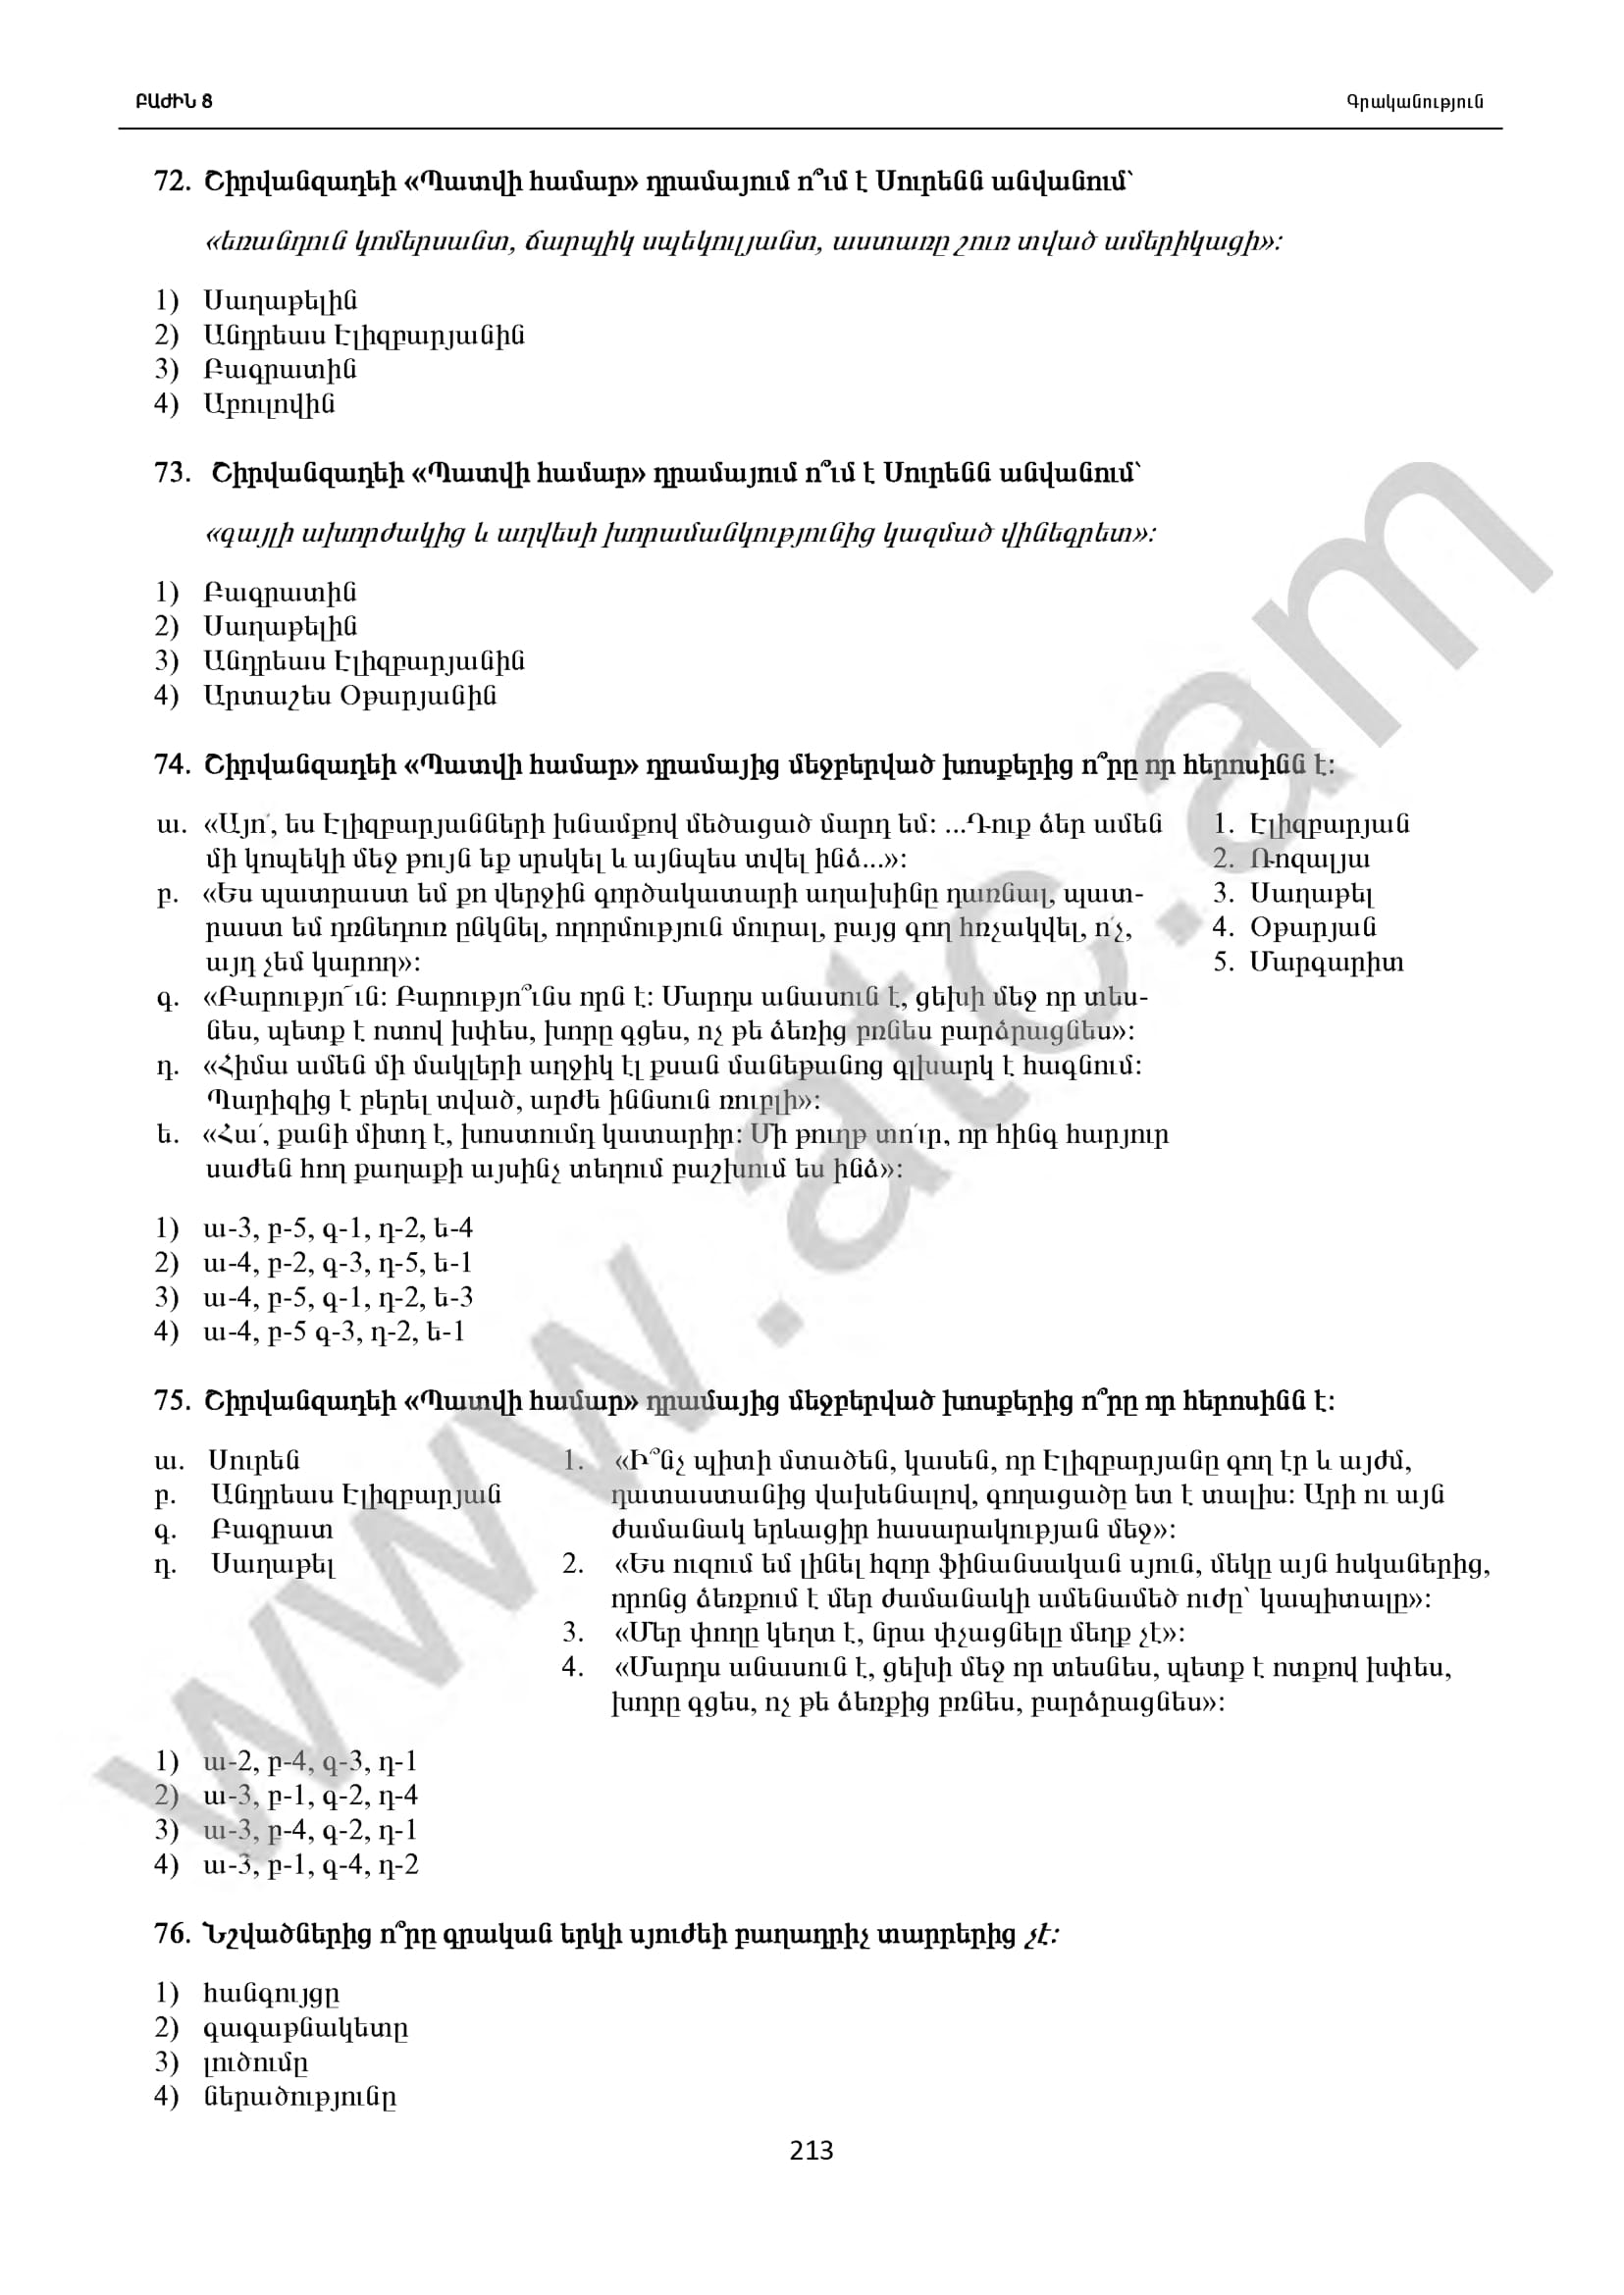 ԲԱԺԻՆ 8 Գրականություն
72. Շիրվանզադեի «Պատվի համար» դրամայում ո՞ւմ է Սուրենն անվանում՝
«եռանդուն կոմերսանտ, ճարպիկ սպեկուլյանտ, աստառը շուռ տված ամերիկացի»:
1) Սաղաթելին
2) Անդրեաս Էլիզբարյանին
3) Բագրատին
4) Աբուլովին
73. Շիրվանզադեի «Պատվի համար» դրամայում ո՞ւմ է Սուրենն անվանում՝
«գայլի ախորժակից և աղվեսի խորամանկությունից կազմած վինեգրետ»:
1) Բագրատին
2) Սաղաթելին
3) Անդրեաս Էլիզբարյանին
4) Արտաշես Օթարյանին
74. Շիրվանզադեի «Պատվի համար» դրամայից մեջբերված խոսքերից ո՞րը որ հերոսինն է:
ա. «Այո՛, ես Էլիզբարյանների խնամքով մեծացած մարդ եմ: ...Դուք ձեր ամեն 1. Էլիզբարյան
մի կոպեկի մեջ թույն եք սրսկել և այնպես տվել ինձ...»: 2. Ռոզալյա
բ. «Ես պատրաստ եմ քո վերջին գործակատարի աղախինը դառնալ, պատ- 3. Սաղաթել
րաստ եմ դռնեդուռ ընկնել, ողորմություն մուրալ, բայց գող հռչակվել, ո՛չ, 4. Օթարյան
այդ չեմ կարող»: 5. Մարգարիտ
գ. «Բարությո՜ւն: Բարությո՞ւնս որն է: Մարդս անասուն է, ցեխի մեջ որ տես-
նես, պետք է ոտով խփես, խորը գցես, ոչ թե ձեռից բռնես բարձրացնես»:
դ. «Հիմա ամեն մի մակլերի աղջիկ էլ քսան մանեթանոց գլխարկ է հագնում:
Պարիզից է բերել տված, արժե իննսուն ռուբլի»:
ե. «Հա՛, քանի միտդ է, խոստումդ կատարիր: Մի թուղթ տո՛ւր, որ հինգ հարյուր
սաժեն հող քաղաքի այսինչ տեղում բաշխում ես ինձ»:
1) ա-3, բ-5, գ-1, դ-2, ե-4
2) ա-4, բ-2, գ-3, դ-5, ե-1
3) ա-4, բ-5, գ-1, դ-2, ե-3
4) ա-4, բ-5 գ-3, դ-2, ե-1
75. Շիրվանզադեի «Պատվի համար» դրամայից մեջբերված խոսքերից ո՞րը որ հերոսինն է:
ա. Սուրեն 1. «Ի՞նչ պիտի մտածեն, կասեն, որ Էլիզբարյանը գող էր և այժմ,
բ. Անդրեաս Էլիզբարյան դատաստանից վախենալով, գողացածը ետ է տալիս: Արի ու այն
գ. Բագրատ ժամանակ երևացիր հասարակության մեջ»:
դ. Սաղաթել 2. «Ես ուզում եմ լինել հզոր ֆինանսական սյուն, մեկը այն հսկաներից,
որոնց ձեռքում է մեր ժամանակի ամենամեծ ուժը՝ կապիտալը»:
3. «Մեր փողը կեղտ է, նրա փչացնելը մեղք չէ»:
4. «Մարդս անասուն է, ցեխի մեջ որ տեսնես, պետք է ոտքով խփես,
խորը գցես, ոչ թե ձեռքից բռնես, բարձրացնես»:
1) ա-2, բ-4, գ-3, դ-1
2) ա-3, բ-1, գ-2, դ-4
3) ա-3, բ-4, գ-2, դ-1
4) ա-3, բ-1, գ-4, դ-2
76. Նշվածներից ո՞րը գրական երկի սյուժեի բաղադրիչ տարրերից չէ:
1) հանգույցը
2) գագաթնակետը
3) լուծումը
4) ներածությունը
213
www.atc.am